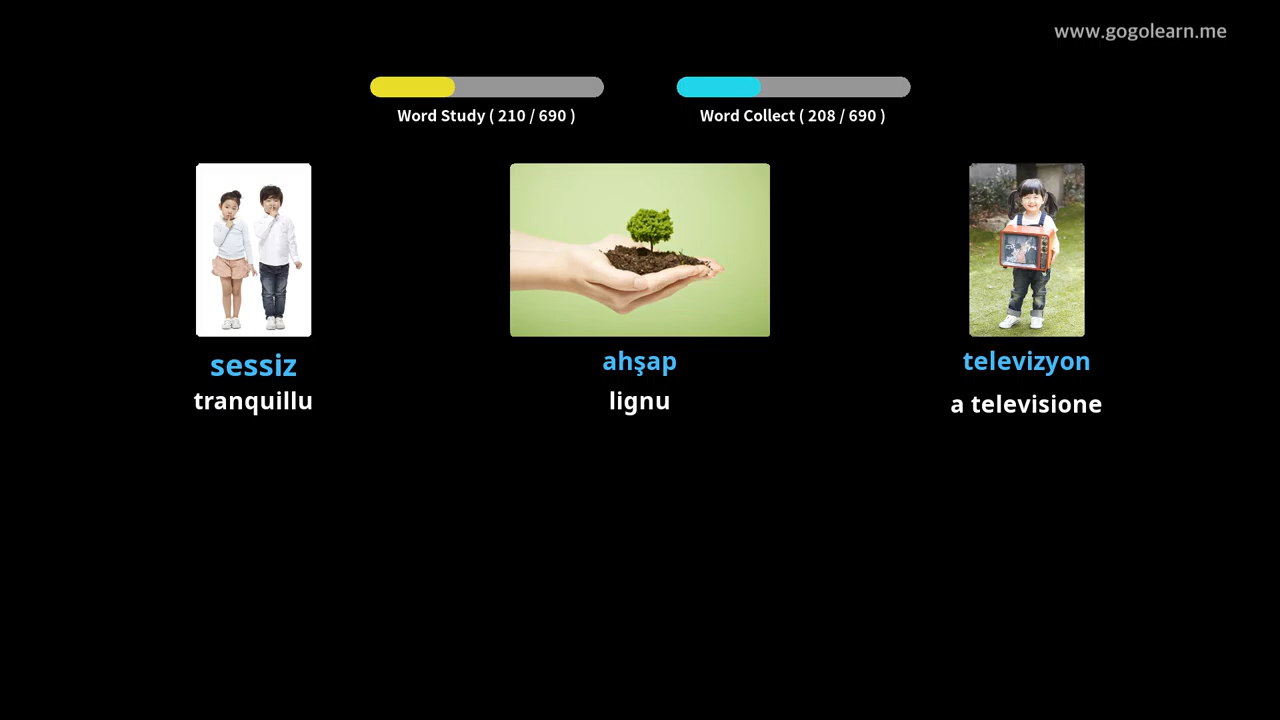 www.gogolearn.me
Word Study ( 210 / 690 )
Word Collect ( 208 / 690 )
sessiz
tranquillu
ahşap
lignu
televizyon
a televisione